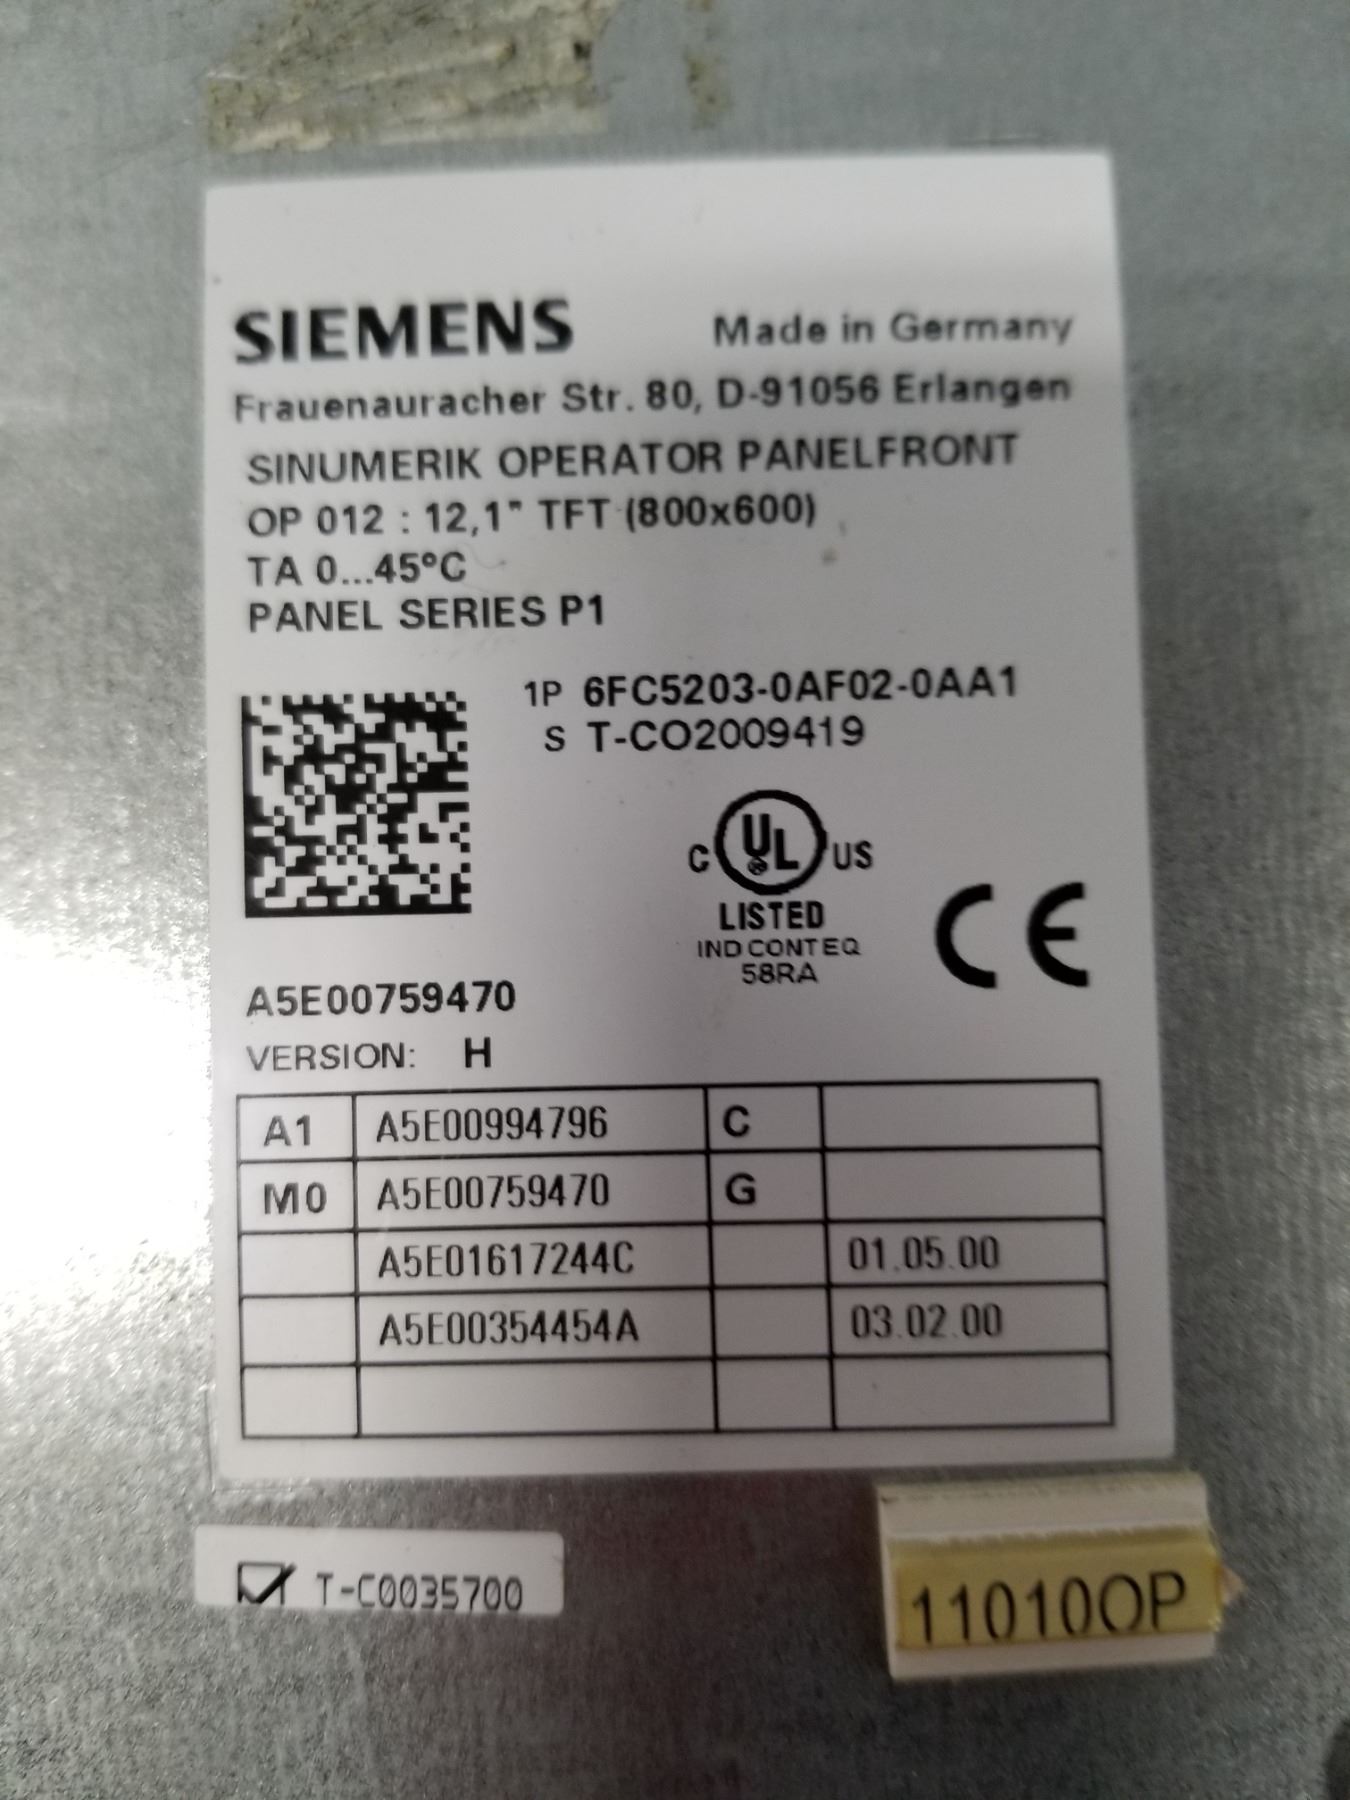 SIEMENS Made in Germany
Frauenauracher Str. 80, D-91056 Erlangen
SINUMERIK OPERATOR PANELFRONT
OP 012 : 12,1" TFT (800x600)
TA 0...45°C
PANEL SERIES P1
1P 6FC5203-0AF02-0AA1
S T-CO2009419
C UL US
LISTED
IND CONT EQ
58RA
CE
A5E00759470
VERSION: H
A1 A5E00994796 C
M0 A5E00759470 G
A5E01617244C 01.05.00
A5E00354454A 03.02.00
T-C0035700
11010OP